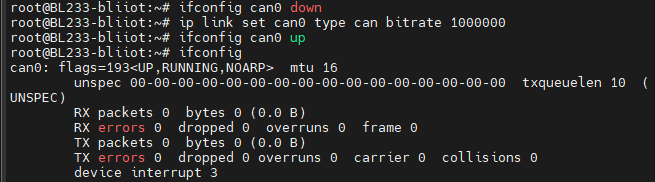 root@BL233-bliiot:~# ifconfig can0 down
root@BL233-bliiot:~# ip link set can0 type can bitrate 1000000
root@BL233-bliiot:~# ifconfig can0 up
root@BL233-bliiot:~# ifconfig
can0: flags=193<UP,RUNNING,NOARP>  mtu 16
        unspec 00-00-00-00-00-00-00-00-00-00-00-00-00-00-00-00  txqueuelen 10  (
UNSPEC)
        RX packets 0  bytes 0 (0.0 B)
        RX errors 0  dropped 0  overruns 0  frame 0
        TX packets 0  bytes 0 (0.0 B)
        TX errors 0  dropped 0 overruns 0  carrier 0  collisions 0
        device interrupt 3